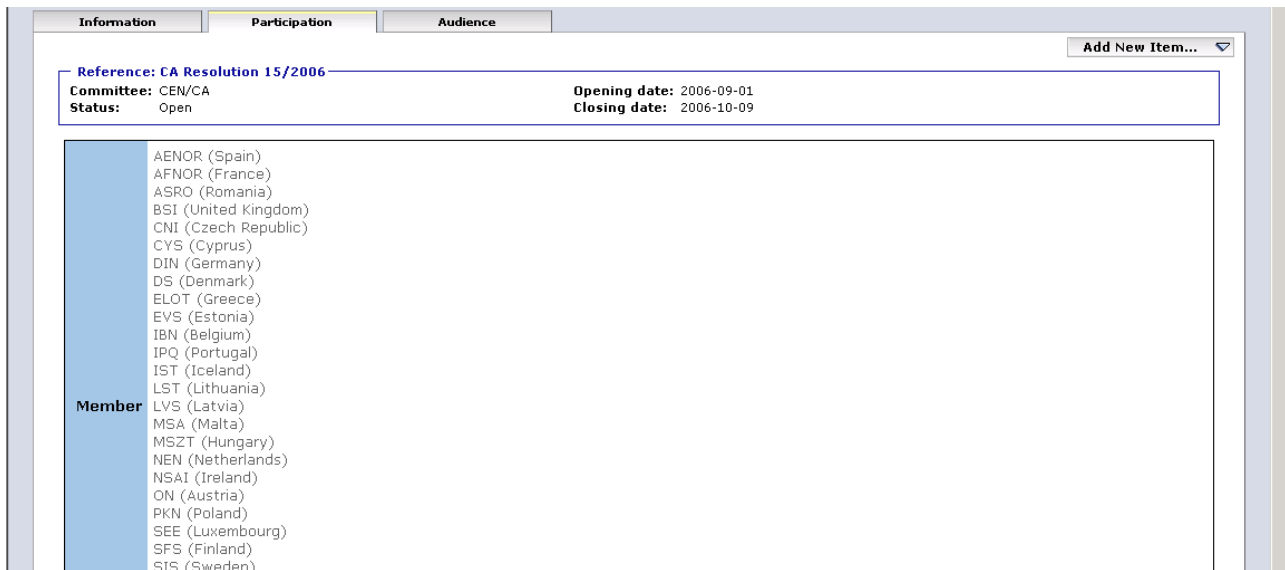 Information Participation Audience
Add New Item...
Reference: CA Resolution 15/2006
Committee: CEN/CA Opening date: 2006-09-01
Status: Open Closing date: 2006-10-09
AENOR (Spain)
AFNOR (France)
ASRO (Romania)
BSI (United Kingdom)
CNI (Czech Republic)
CYS (Cyprus)
DIN (Germany)
DS (Denmark)
ELOT (Greece)
EVS (Estonia)
IBN (Belgium)
IPQ (Portugal)
IST (Iceland)
LST (Lithuania)
Member LVS (Latvia)
MSA (Malta)
MSZT (Hungary)
NEN (Netherlands)
NSAI (Ireland)
ON (Austria)
PKN (Poland)
SEE (Luxembourg)
SFS (Finland)
SIS (Sweden)